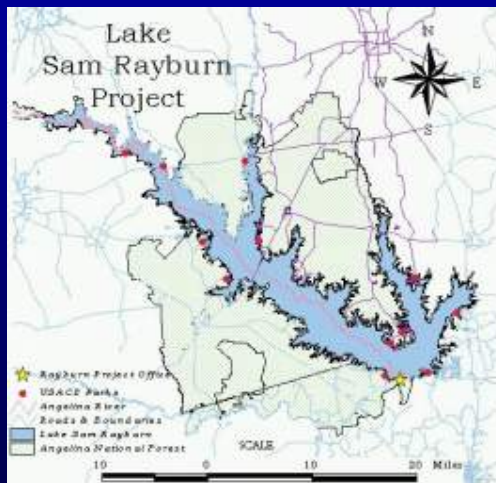 Lake
Sam Rayburn
Project
N
W
E
S
Rayburn Project Office
USACE Parks
Angelina River
Roads & Boundaries
Lake Sam Rayburn
Angelina National Forest
SCALE
10 0 10 20 Miles